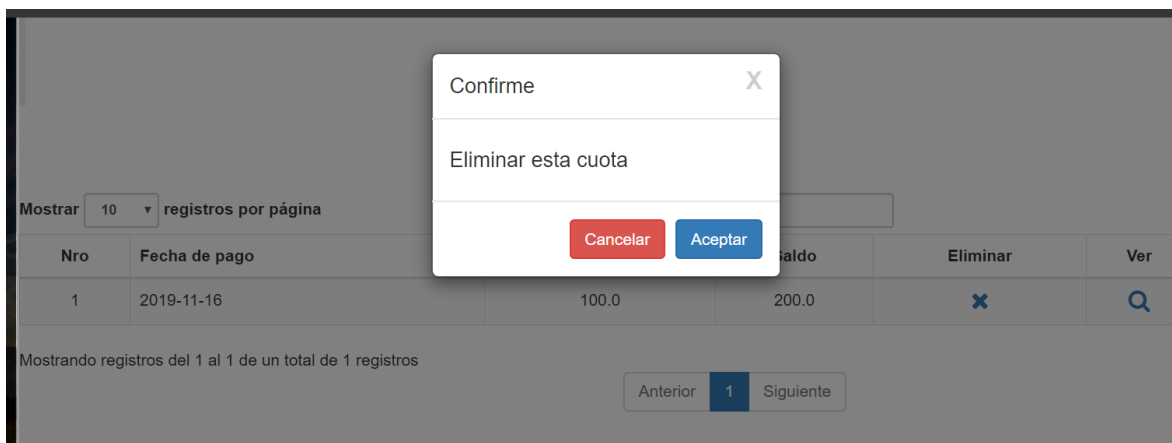 Confirme X
Eliminar esta cuota
Cancelar Aceptar
Mostrar 10 registros por página
Nro Fecha de pago Saldo Eliminar Ver
1 2019-11-16 100.0 200.0
Mostrando registros del 1 al 1 de un total de 1 registros
Anterior 1 Siguiente